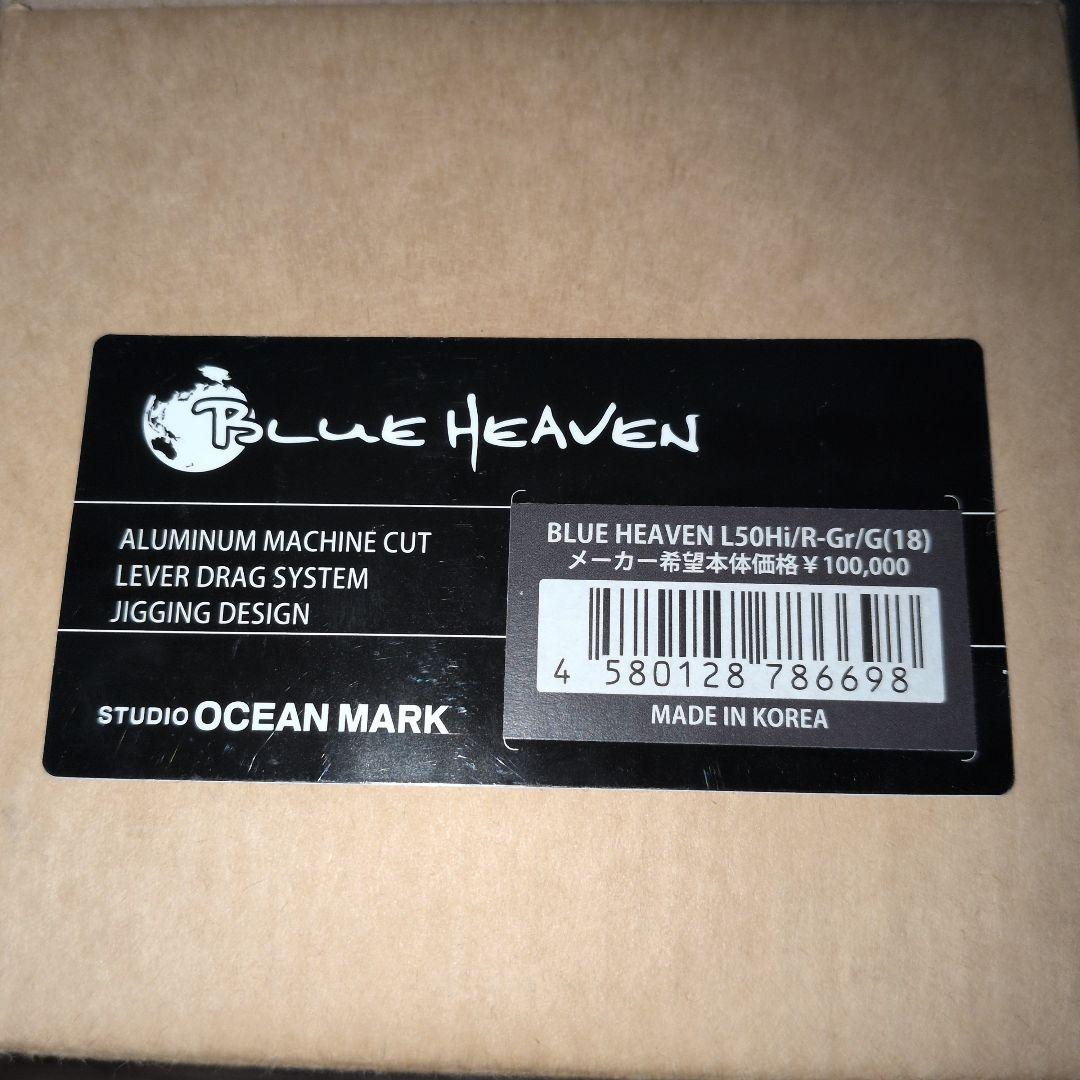 BLUE HEAVEN
ALUMINUM MACHINE CUT
LEVER DRAG SYSTEM
JIGGING DESIGN
STUDIO OCEAN MARK
BLUE HEAVEN L50Hi/R-Gr/G(18)
メーカー希望本体価格¥100,000
4 580128 786698
MADE IN KOREA